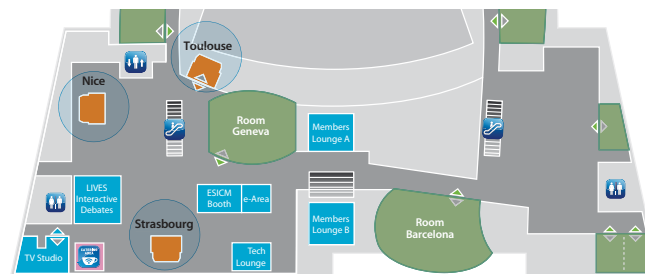 Toulouse
Nice
Room
Geneva
Members
Lounge A
LIVES
Interactive
Debates
ESICM
Booth
e-Area
Strasbourg
Members
Lounge B
Room
Barcelona
TV Studio
Tech
Lounge